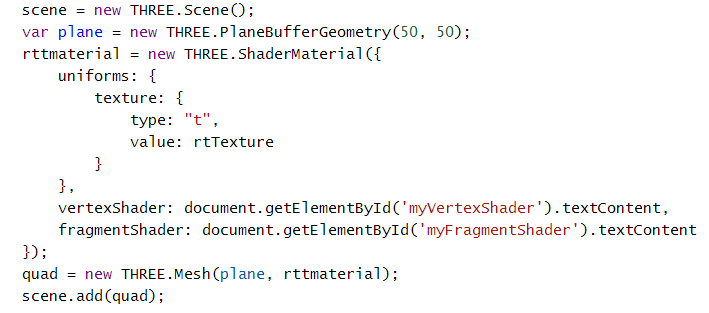 scene = new THREE.Scene();
var plane = new THREE.PlaneBufferGeometry(50, 50);
rttmaterial = new THREE.ShaderMaterial({
    uniforms: {
        texture: {
            type: "t",
            value: rtTexture
        }
    },
    vertexShader: document.getElementById('myVertexShader').textContent,
    fragmentShader: document.getElementById('myFragmentShader').textContent
});
quad = new THREE.Mesh(plane, rttmaterial);
scene.add(quad);